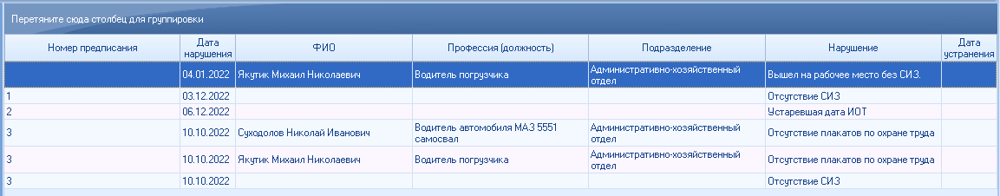 Перетяните сюда столбец для группировки
Номер предписания Дата нарушения ФИО Профессия (должность) Подразделение Нарушение Дата устранения
04.01.2022 Якутик Михаил Николаевич Водитель погрузчика Административно-хозяйственный отдел Вышел на рабочее место без СИЗ.
1 03.12.2022 Отсутствие СИЗ
2 06.12.2022 Устаревшая дата ИОТ
3 10.10.2022 Суходолов Николай Иванович Водитель автомобиля МАЗ 5551 самосвал Административно-хозяйственный отдел Отсутствие плакатов по охране труда
3 10.10.2022 Якутик Михаил Николаевич Водитель погрузчика Административно-хозяйственный отдел Отсутствие плакатов по охране труда
3 10.10.2022 Отсутствие СИЗ